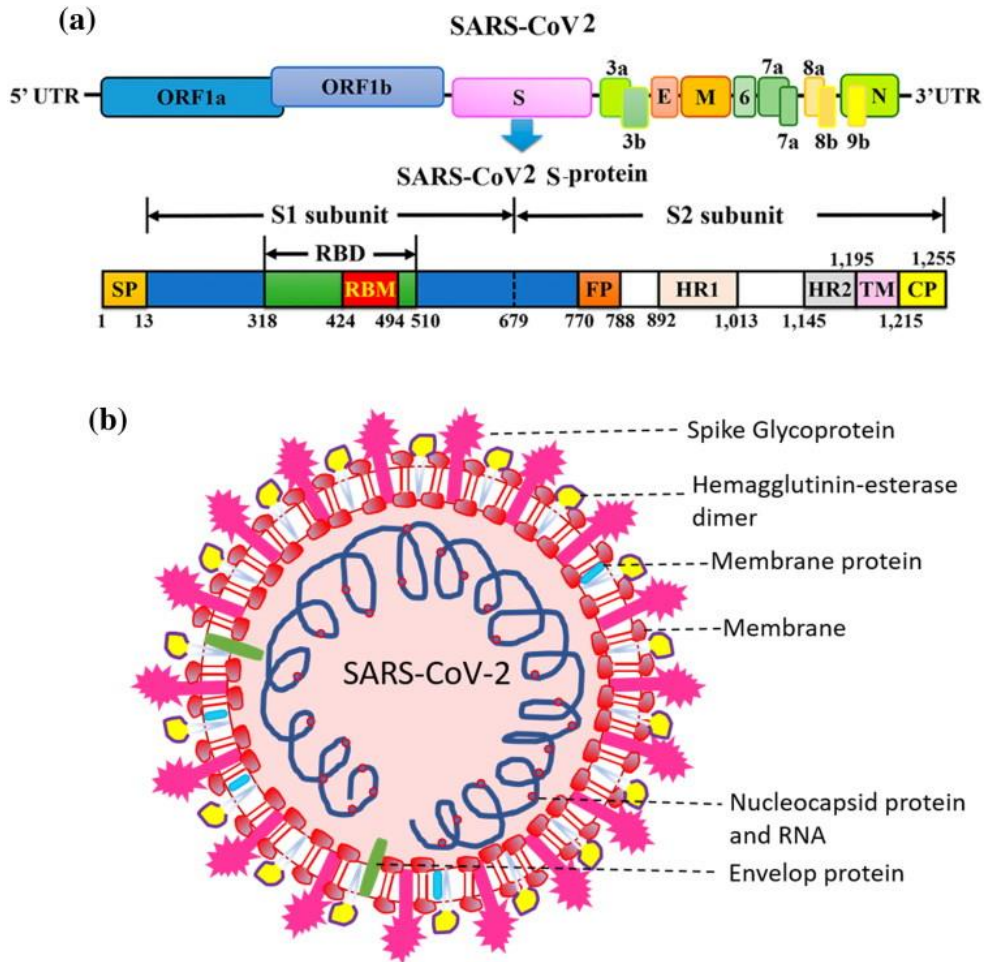 (a)
SARS-CoV2
5' UTR
ORF1a
ORF1b
S
3a
3b
E
M
6
7a
7a
8a
8b
9b
N
3'UTR
SARS-CoV2 S-protein
S1 subunit
S2 subunit
RBD
1,195
1,255
SP
RBM
FP
HR1
HR2
TM
CP
1
13
318
424
494
510
679
770
788
892
1,013
1,145
1,215
(b)
Spike Glycoprotein
Hemagglutinin-esterase
dimer
Membrane protein
Membrane
SARS-CoV-2
Nucleocapsid protein
and RNA
Envelop protein